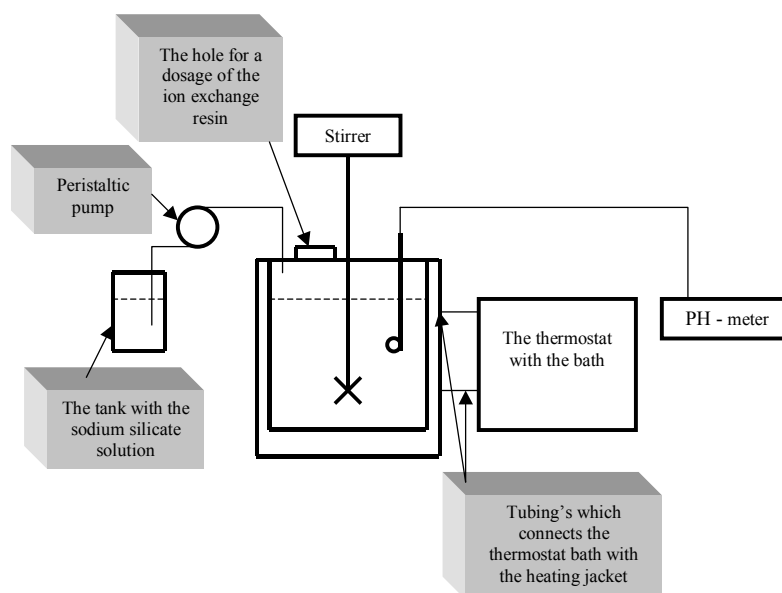 The hole for a
dosage of the
ion exchange
resin
Stirrer
Peristaltic
pump
PH - meter
The thermostat
with the bath
The tank with the
sodium silicate
solution
Tubing's which
connects the
thermostat bath with
the heating jacket